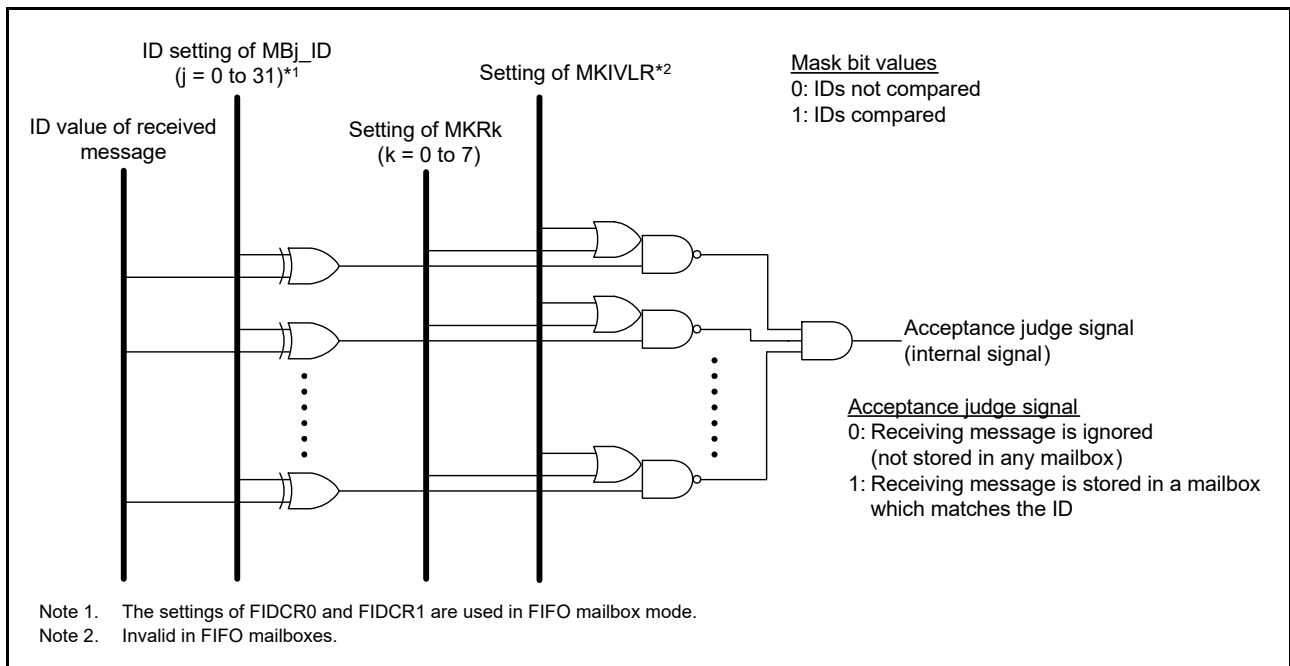 ID setting of MBj_ID
(j = 0 to 31)*1
Setting of MKIVLR*2
Mask bit values
0: IDs not compared
1: IDs compared
ID value of received
message
Setting of MKRk
(k = 0 to 7)
Acceptance judge signal
(internal signal)
Acceptance judge signal
0: Receiving message is ignored
(not stored in any mailbox)
1: Receiving message is stored in a mailbox
which matches the ID
Note 1. The settings of FIDCR0 and FIDCR1 are used in FIFO mailbox mode.
Note 2. Invalid in FIFO mailboxes.